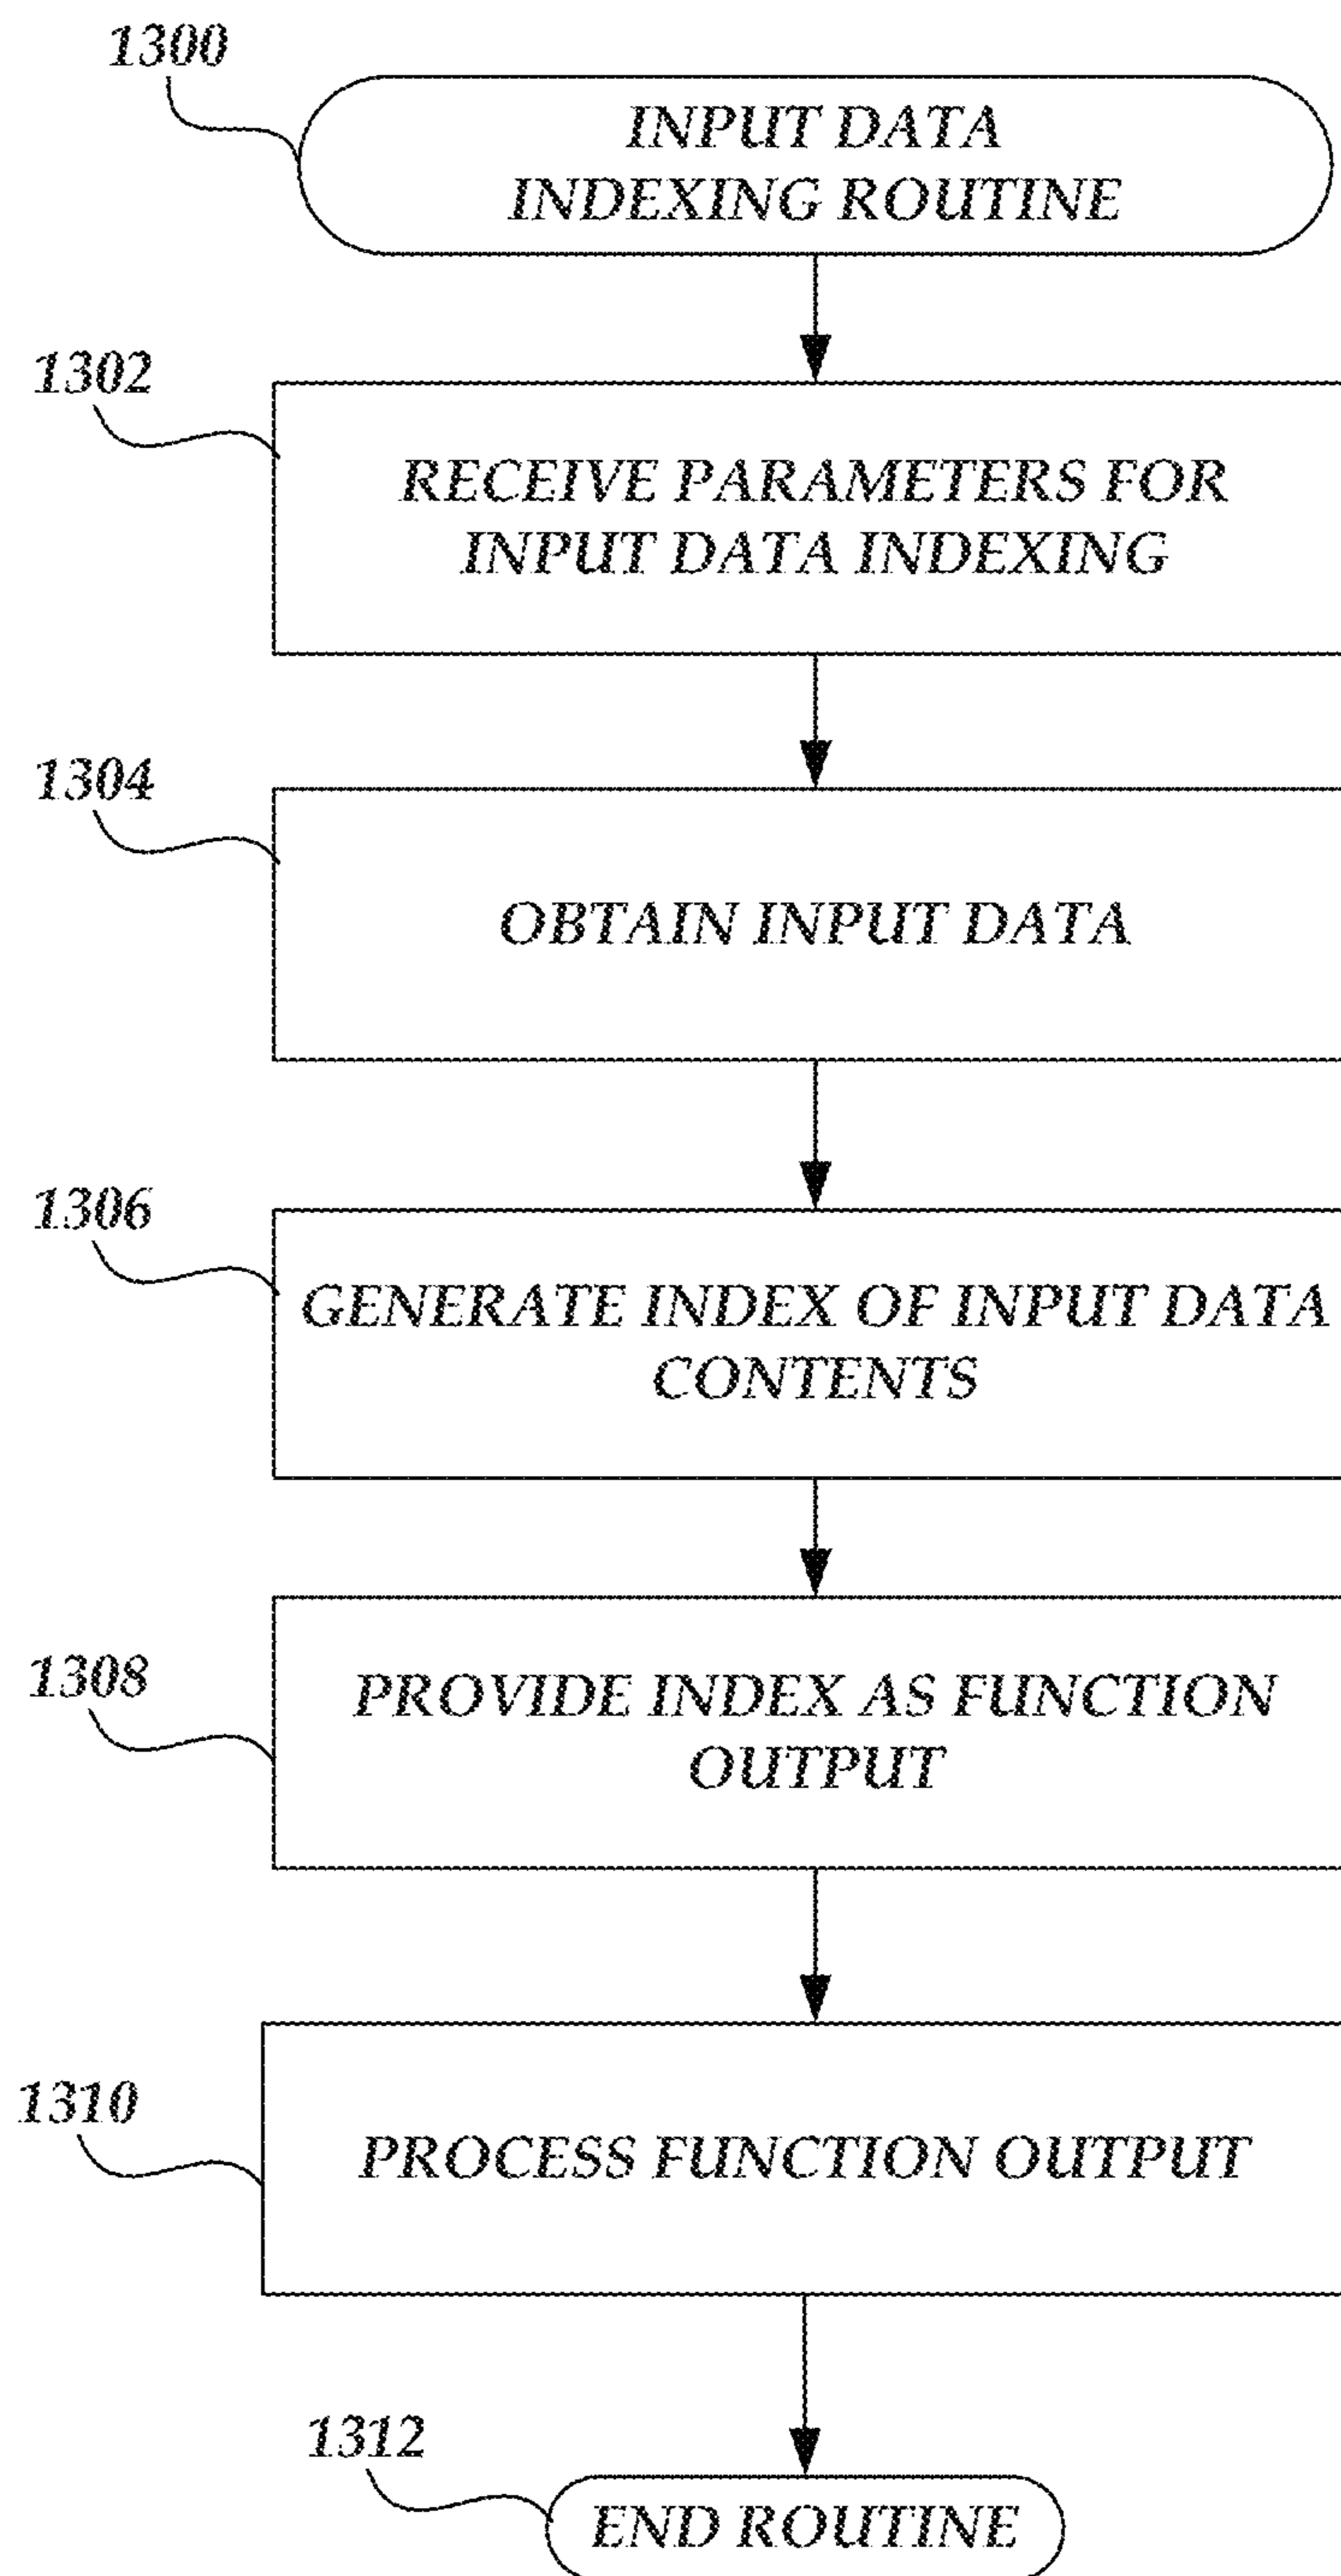 1300
INPUT DATA
INDEXING ROUTINE
1302
RECEIVE PARAMETERS FOR
INPUT DATA INDEXING
1304
OBTAIN INPUT DATA
1306
GENERATE INDEX OF INPUT DATA
CONTENTS
1308
PROVIDE INDEX AS FUNCTION
OUTPUT
1310
PROCESS FUNCTION OUTPUT
1312
END ROUTINE